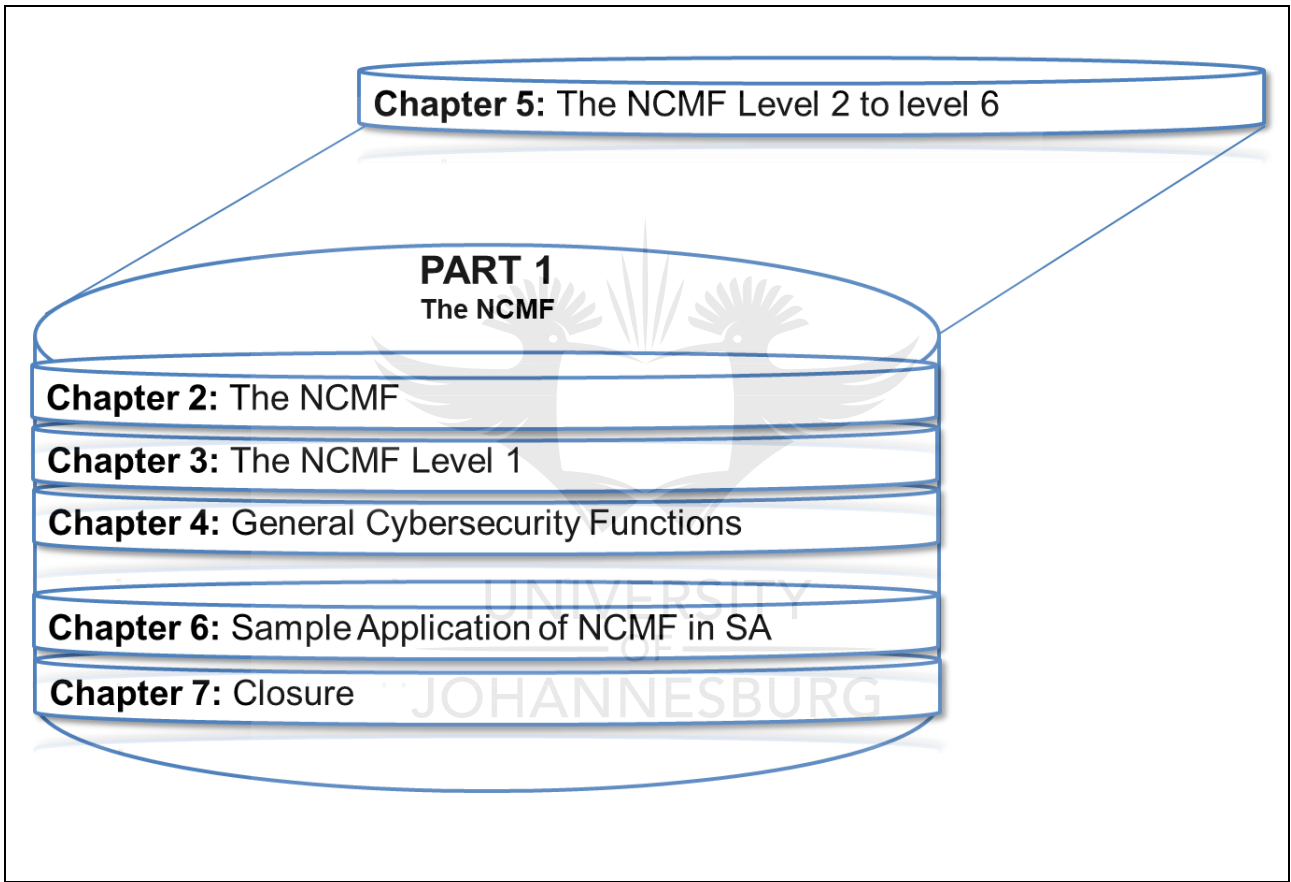 Chapter 5: The NCMF Level 2 to level 6
PART 1
The NCMF
Chapter 2: The NCMF
Chapter 3: The NCMF Level 1
Chapter 4: General Cybersecurity Functions
UNIVERSITY
Chapter 6: Sample Application of NCMF in SA
OF
Chapter 7: Closure
JOHANNESBURG